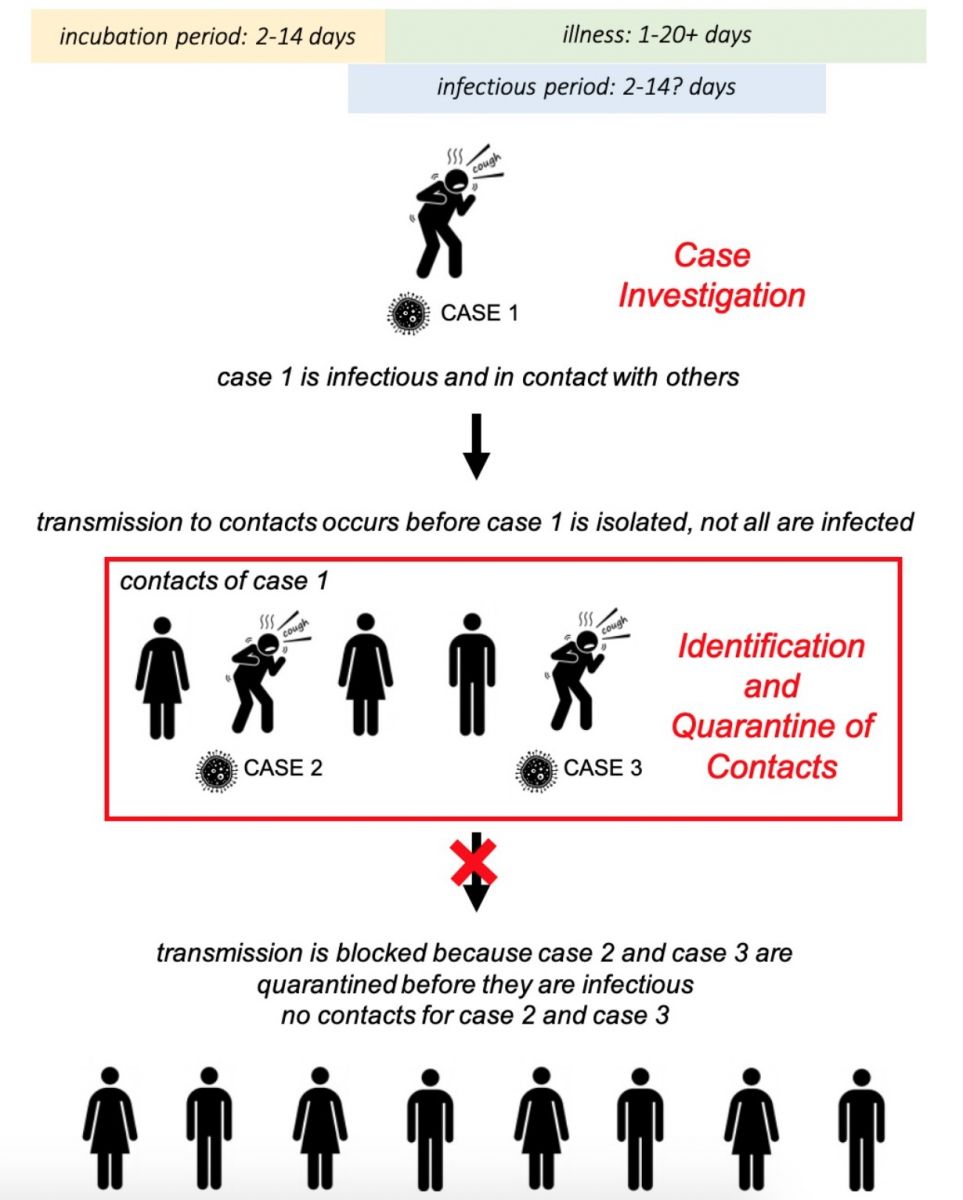 incubation period: 2-14 days
illness: 1-20+ days
infectious period: 2-14? days
cough
CASE 1
Case
Investigation
case 1 is infectious and in contact with others
transmission to contacts occurs before case 1 is isolated, not all are infected
contacts of case 1
cough
cough
CASE 2
CASE 3
Identification
and
Quarantine of
Contacts
transmission is blocked because case 2 and case 3 are
quarantined before they are infectious
no contacts for case 2 and case 3